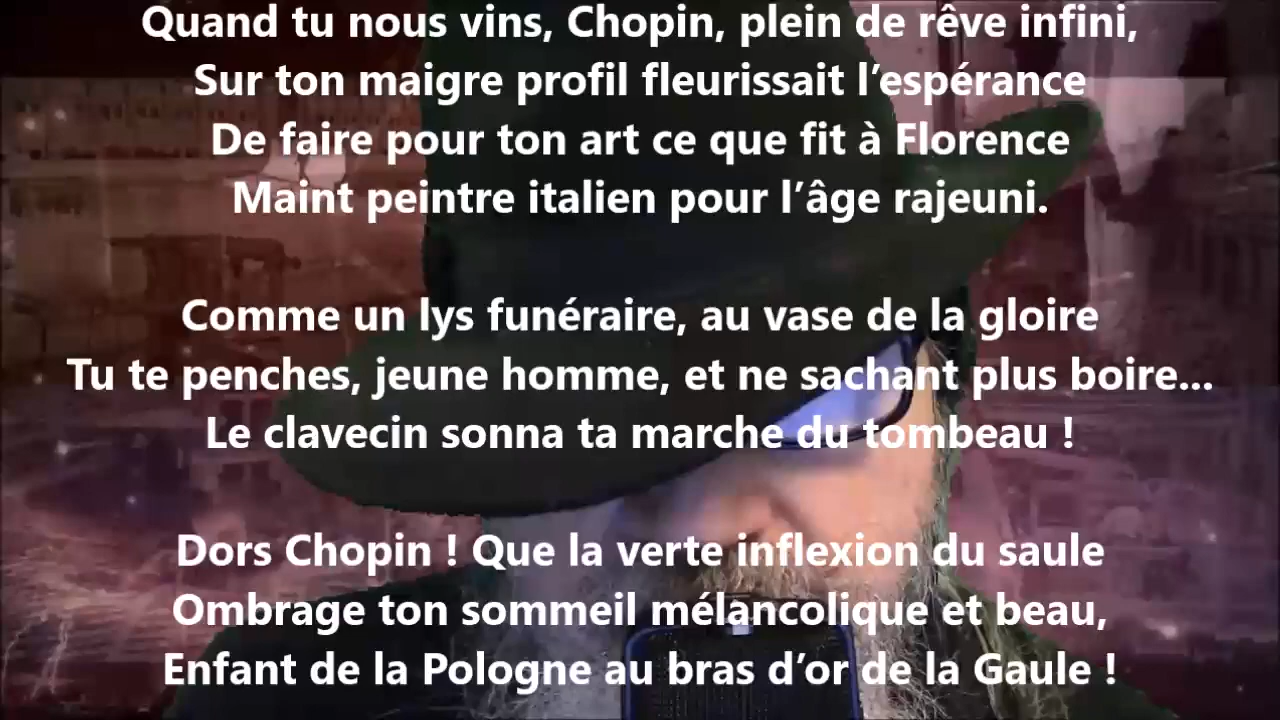 Quand tu nous vins, Chopin, plein de rêve infini,
Sur ton maigre profil fleurissait l’espérance
De faire pour ton art ce que fit à Florence
Maint peintre italien pour l’âge rajeuni.
Comme un lys funéraire, au vase de la gloire
Tu te penches, jeune homme, et ne sachant plus boire...
Le clavecin sonna ta marche du tombeau !
Dors Chopin ! Que la verte inflexion du saule
Ombrage ton sommeil mélancolique et beau,
Enfant de la Pologne au bras d’or de la Gaule !